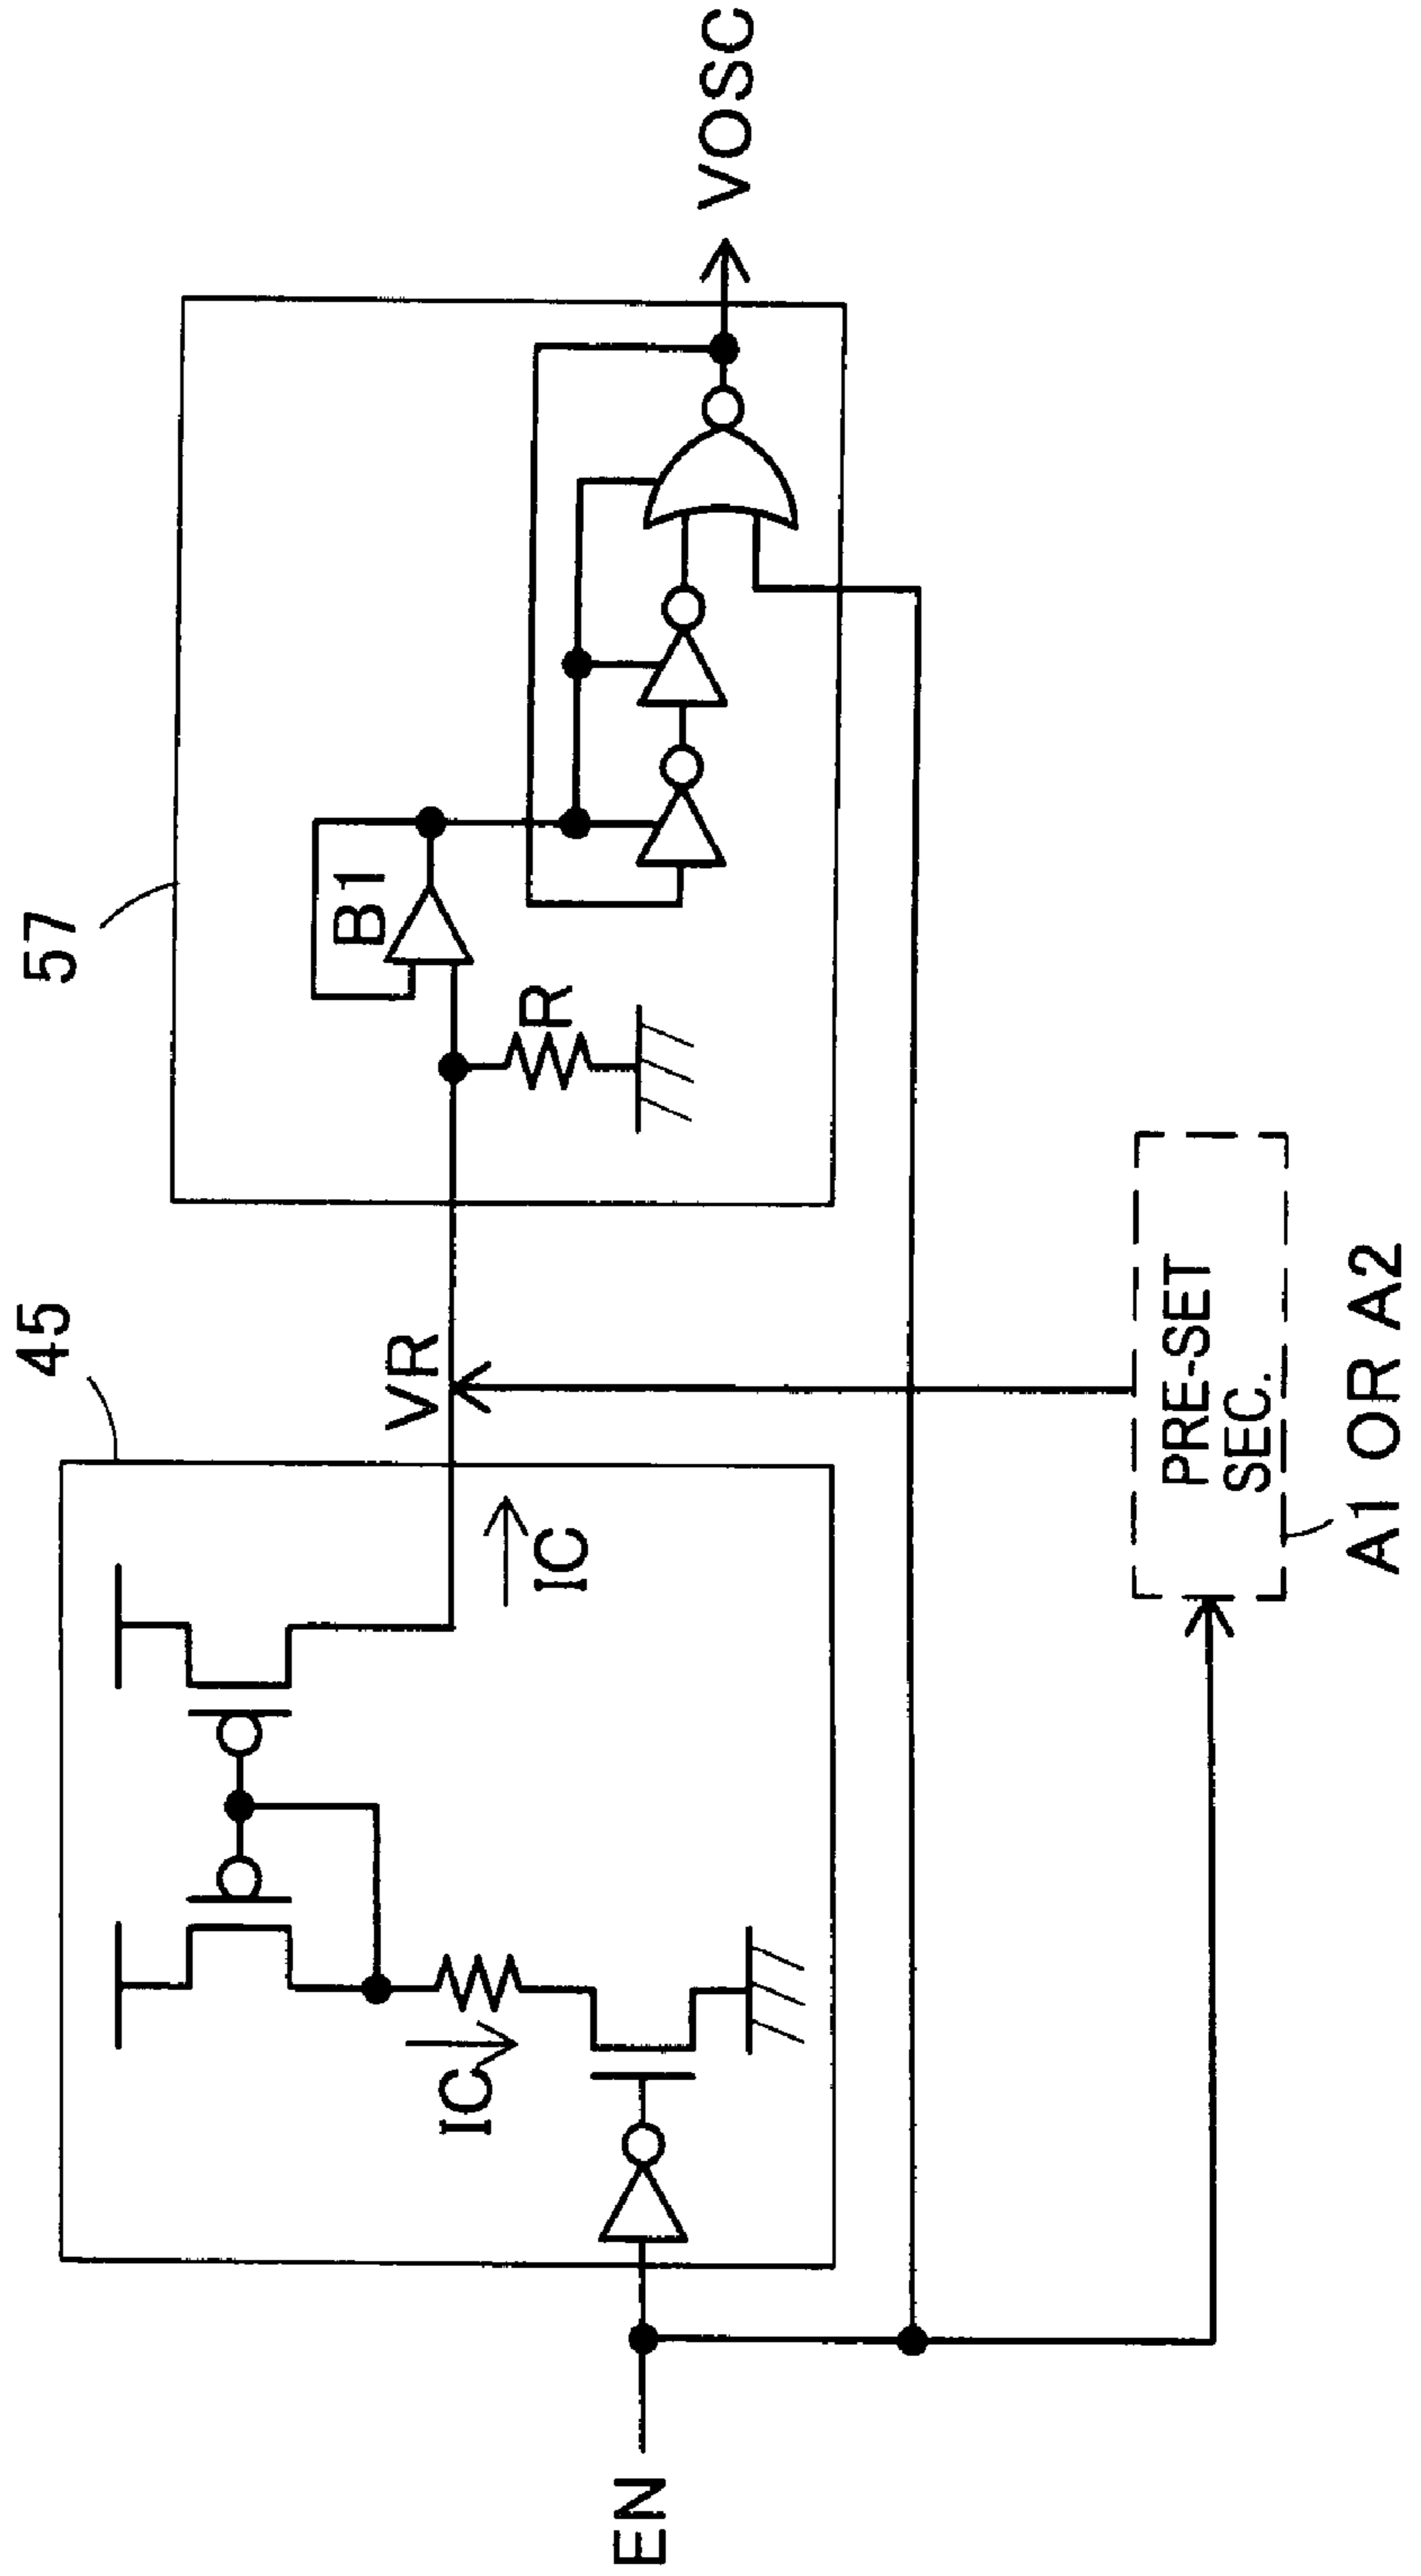 45
57
VR
IC
IC
EN
B1
R
VOSC
PRE-SET
SEC.
A1 OR A2